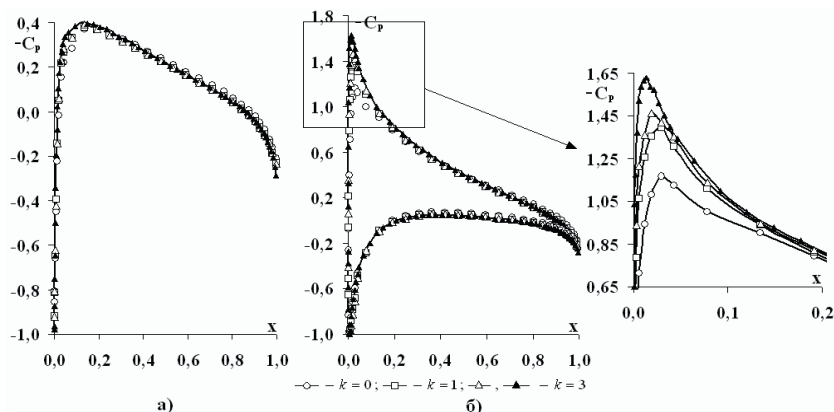 0,4
-Cₚ
0,2
0,0
-0,2
-0,4
-0,6
-0,8
-1,0
x
0,0 0,2 0,4 0,6 0,8 1,0
а)
1,8
-Cₚ
1,4
1,0
0,6
0,2
-0,2
-0,6
-1,0
x
0,0 0,2 0,4 0,6 0,8 1,0
б)
1,65
-Cₚ
1,45
1,25
1,05
0,85
0,65
x
0,0 0,1 0,2
– k = 0; – k = 1; , – k = 3